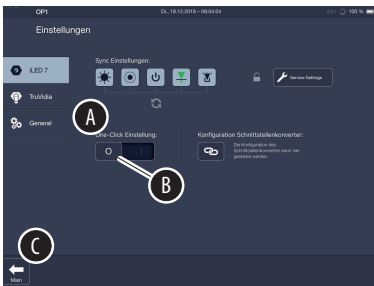 OP1
Di., 18.12.2018 – 08:04:04
100 %
Einstellungen
Sync Einstellungen:
iLED 7
Service Settings
TruVidia
General
A
One-Click Einstellung:
Konfiguration Schnittstellenkonverter:
O I
Die Konfiguration des
Schnittstellenkonverters kann hier
gestartet werden.
B
C
Main